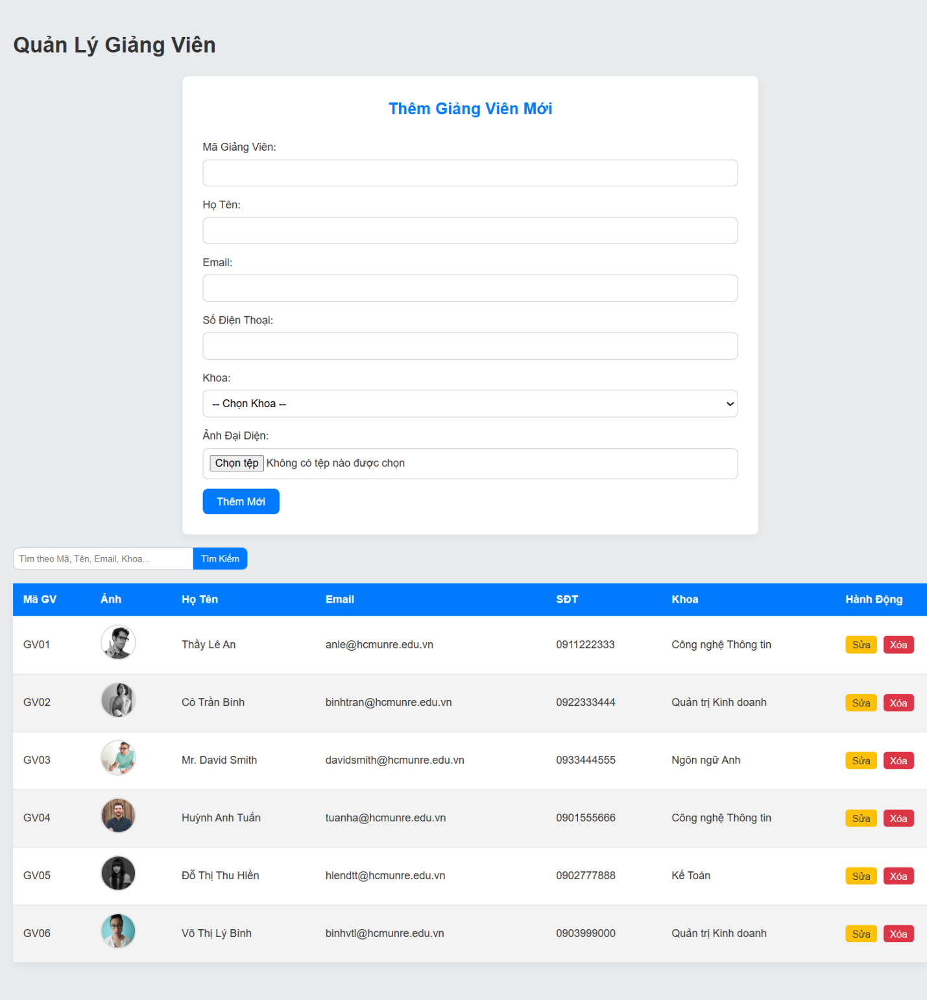 Quản Lý Giảng Viên
Thêm Giảng Viên Mới
Mã Giảng Viên:
Họ Tên:
Email:
Số Điện Thoại:
Khoa:
-- Chọn Khoa --
Ảnh Đại Diện:
Chọn tệp Không có tệp nào được chọn
Thêm Mới
Tìm theo Mã, Tên, Email, Khoa... Tìm Kiếm
Mã GV Ảnh Họ Tên Email SĐT Khoa Hành Động
GV01 Thầy Lê An anle@hcmunre.edu.vn 0911222333 Công nghệ Thông tin Sửa Xóa
GV02 Cô Trần Bình binhtran@hcmunre.edu.vn 0922333444 Quản trị Kinh doanh Sửa Xóa
GV03 Mr. David Smith davidsmith@hcmunre.edu.vn 0933444555 Ngôn ngữ Anh Sửa Xóa
GV04 Huỳnh Anh Tuấn tuanha@hcmunre.edu.vn 0901555666 Công nghệ Thông tin Sửa Xóa
GV05 Đỗ Thị Thu Hiền hiendtt@hcmunre.edu.vn 0902777888 Kế Toán Sửa Xóa
GV06 Võ Thị Lý Bình binhvtl@hcmunre.edu.vn 0903999000 Quản trị Kinh doanh Sửa Xóa